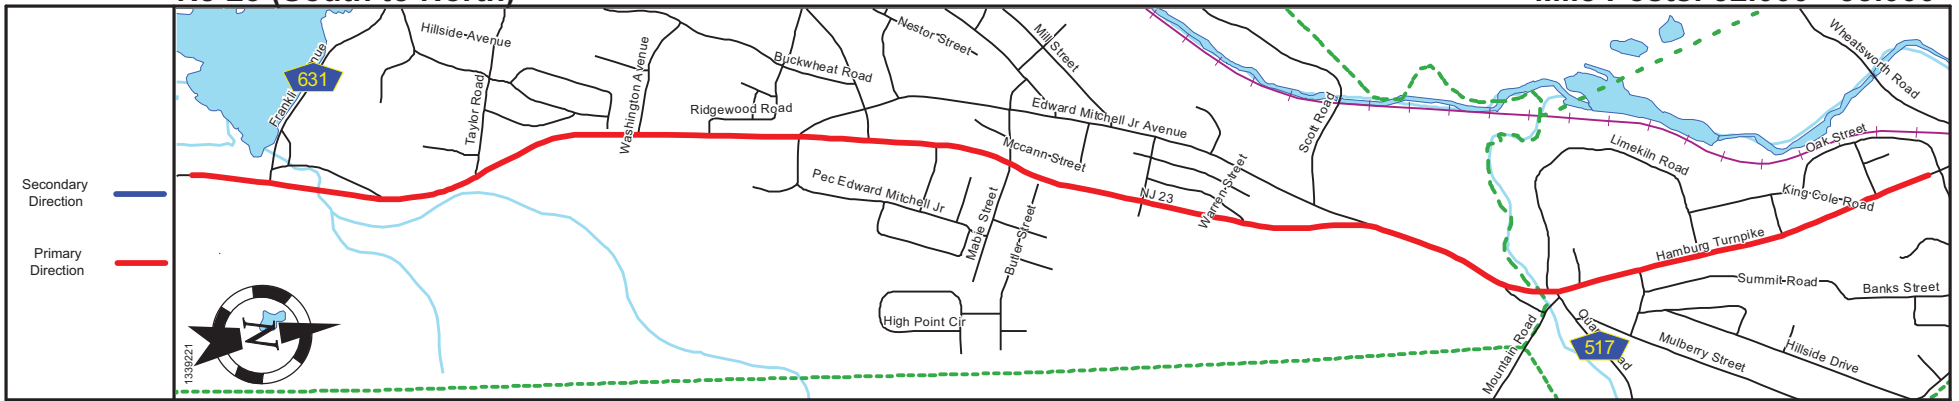 Secondary
Direction
Primary
Direction
631
Hillside Avenue
Taylor Road
Washington Avenue
Buckwheat Road
Ridgewood Road
Nestor Street
Mill Street
Edward Mitchell Jr Avenue
Mccann Street
Pec Edward Mitchell Jr
Mabie Street
Butler Street
High Point Cir
NJ 23
Warren Street
Scott Road
Limekiln Road
Oak Street
Wheatsworth Road
King Cole Road
Hamburg Turnpike
Summit Road
Banks Street
Mountain Road
517
Mulberry Street
Hillside Drive
N
1339221